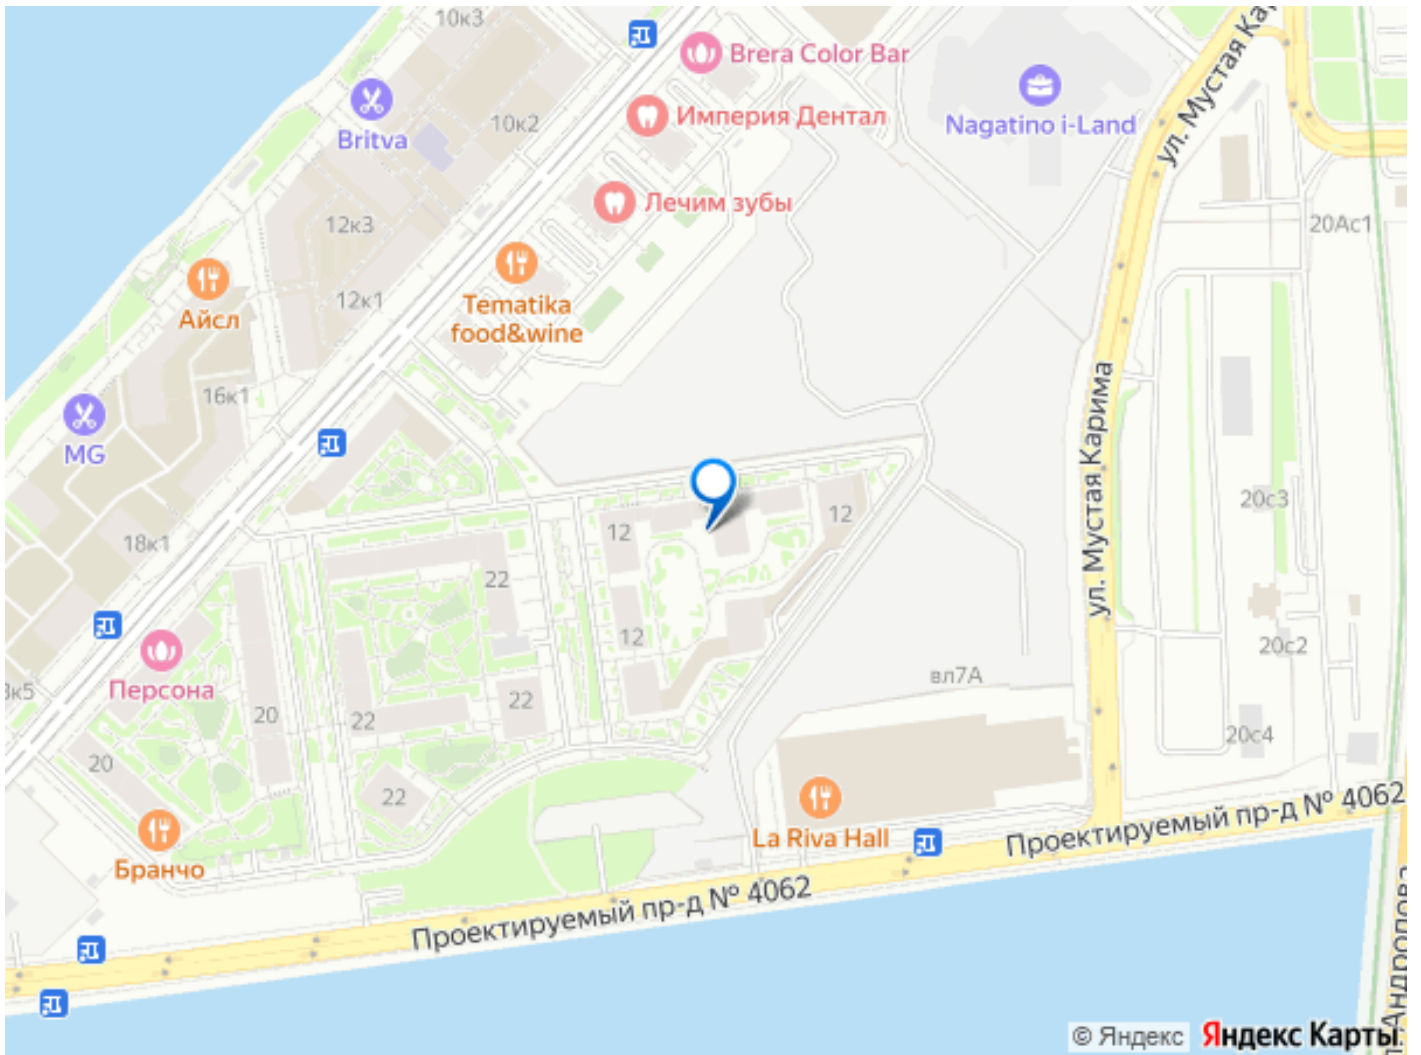 10к3
Brera Color Bar
ул. Мустая Ка
Britva
10к2
Империя Дентал
Nagatino i-Land
Лечим зубы
12к3
20Ас1
Айсл
12к1
Tematika
food&wine
16к1
MG
ул. Мустая Карима
18к1
12
12
20с3
22
12
20с2
Персона
к5
20
22
22
вл7А
20с4
20
22
Бранчо
La Riva Hall
Проектируемый пр-д № 4062
Проектируемый пр-д № 4062
Андропова
© Яндекс
Яндекс Карты